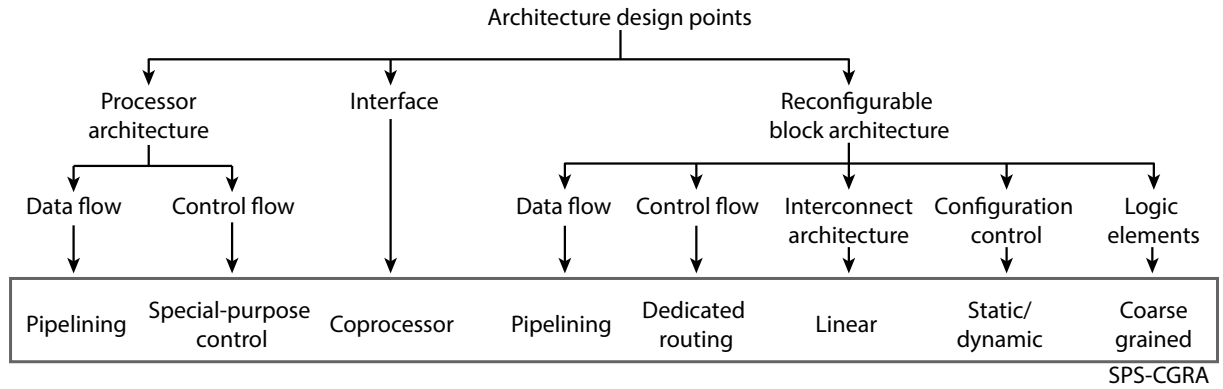 Architecture design points
Processor
architecture
Interface
Reconfigurable
block architecture
Data flow
Control flow
Data flow
Control flow
Interconnect
architecture
Configuration
control
Logic
elements
Pipelining
Special-purpose
control
Coprocessor
Pipelining
Dedicated
routing
Linear
Static/
dynamic
Coarse
grained
SPS-CGRA